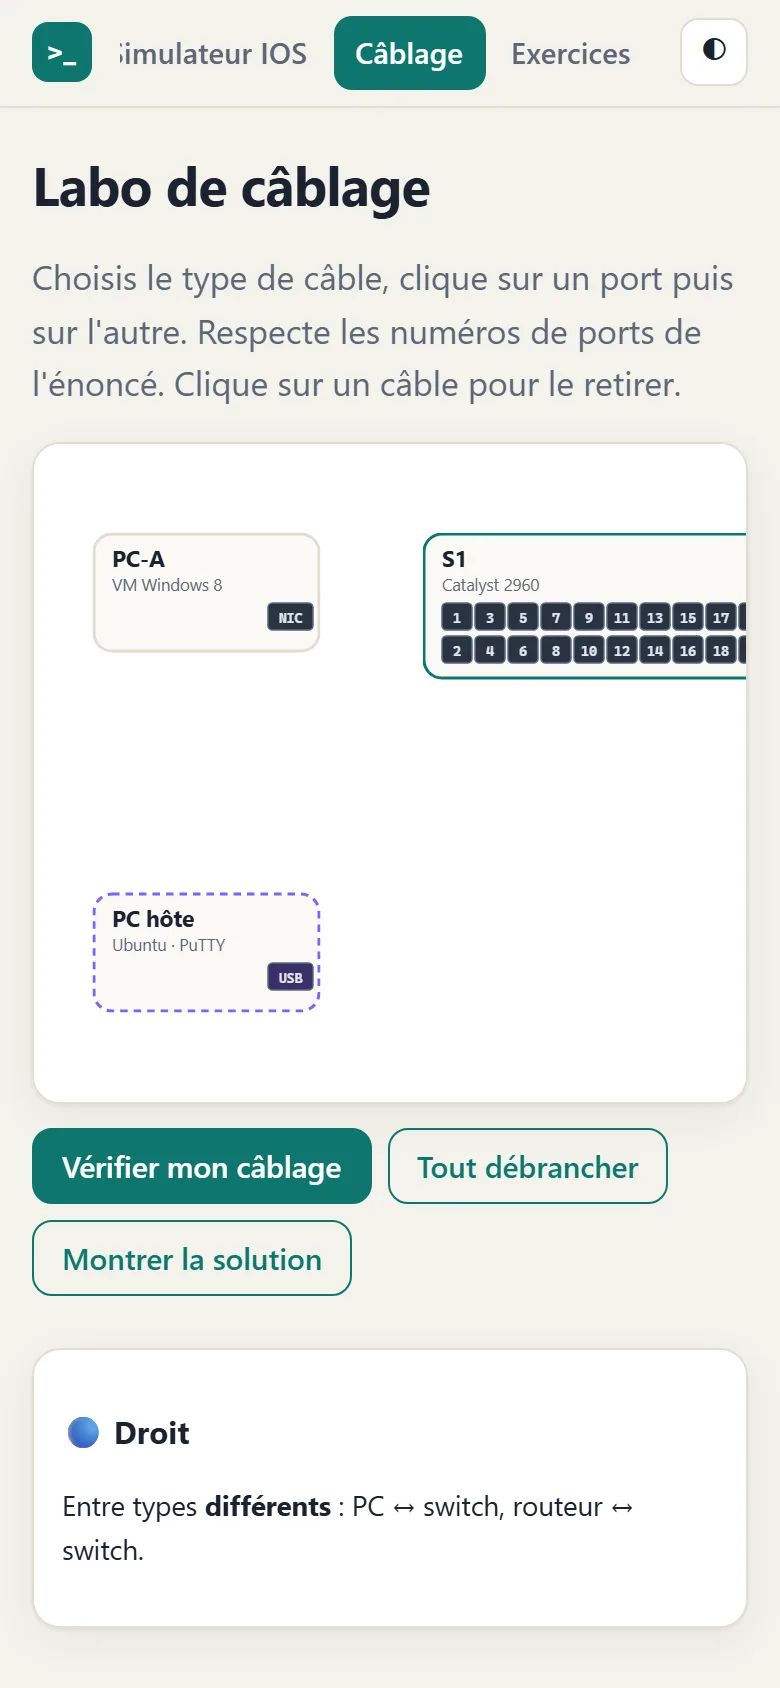 >_ Simulateur IOS Câblage Exercices
Labo de câblage
Choisis le type de câble, clique sur un port puis
sur l'autre. Respecte les numéros de ports de
l'énoncé. Clique sur un câble pour le retirer.
PC-A
VM Windows 8
NIC
S1
Catalyst 2960
1 3 5 7 9 11 13 15 17
2 4 6 8 10 12 14 16 18
PC hôte
Ubuntu · PuTTY
USB
Vérifier mon câblage Tout débrancher
Montrer la solution
Droit
Entre types différents : PC ↔ switch, routeur ↔
switch.